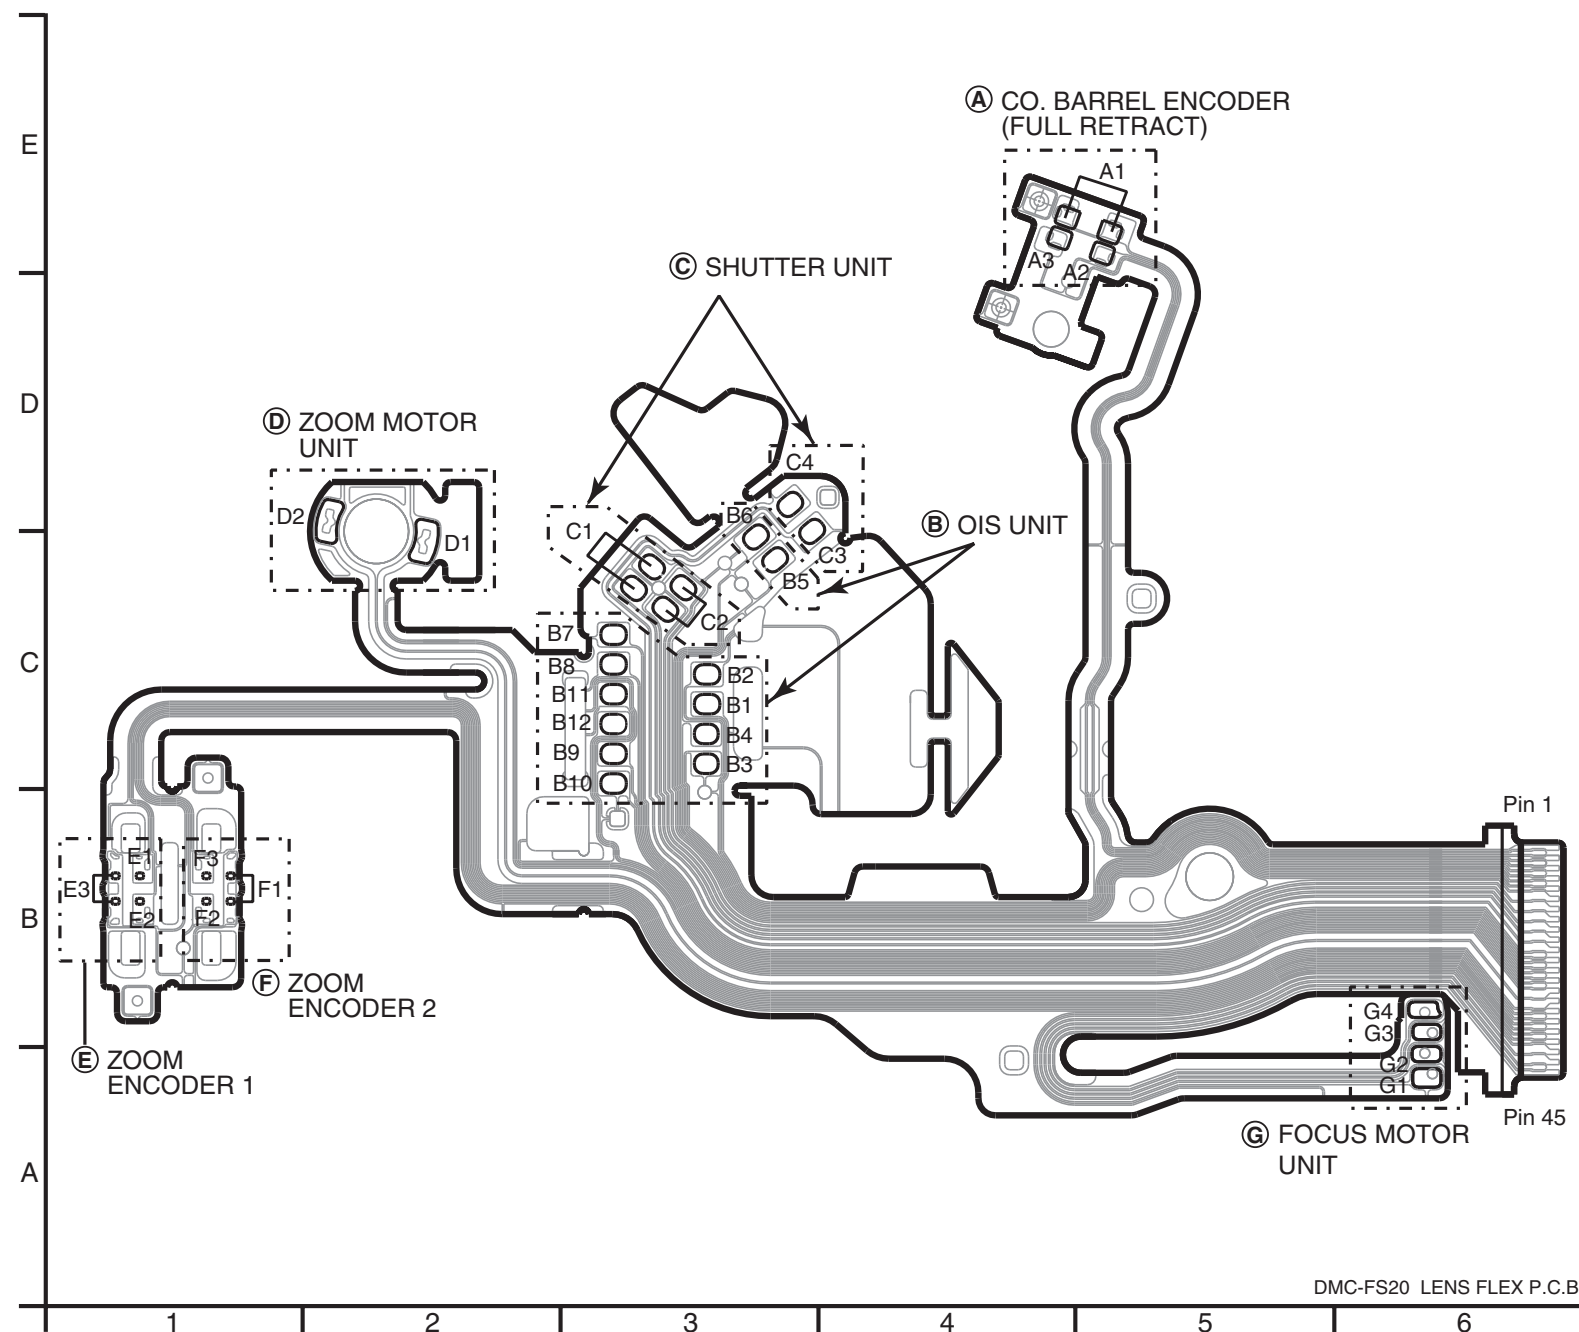 E
D
C
B
A
Ⓐ CO. BARREL ENCODER
(FULL RETRACT)
A1
A3
A2
Ⓒ SHUTTER UNIT
C4
C1
C3
C2
Ⓓ ZOOM MOTOR
UNIT
D2
D1
Ⓑ OIS UNIT
B6
B5
B7
B8
B11
B12
B9
B10
B2
B1
B4
B3
E1
E3
E2
F3
F1
F2
Ⓕ ZOOM
ENCODER 2
Ⓔ ZOOM
ENCODER 1
Pin 1
Pin 45
G4
G3
G2
G1
Ⓖ FOCUS MOTOR
UNIT
DMC-FS20 LENS FLEX P.C.B
1 2 3 4 5 6